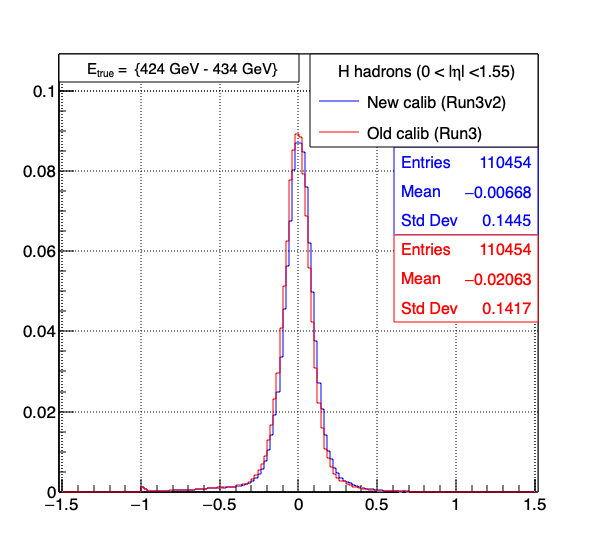 E_true = {424 GeV - 434 GeV}
H hadrons (0 < |η| <1.55)
New calib (Run3v2)
Old calib (Run3)
Entries 110454
Mean −0.00668
Std Dev 0.1445
Entries 110454
Mean −0.02063
Std Dev 0.1417
0.1
0.08
0.06
0.04
0.02
0
−1.5 −1 −0.5 0 0.5 1 1.5